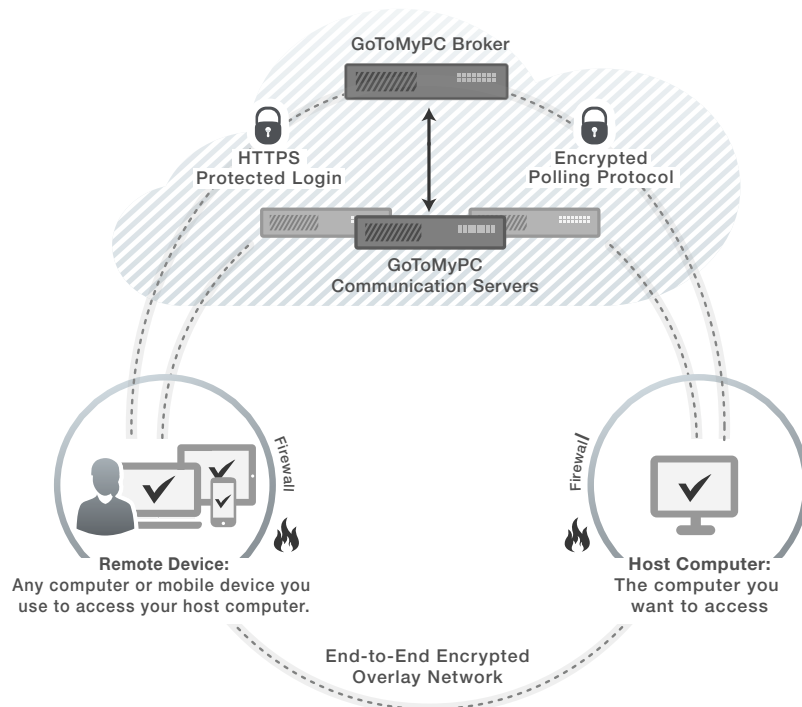 GoToMyPC Broker
HTTPS
Protected Login
Encrypted
Polling Protocol
GoToMyPC
Communication Servers
Firewall
Firewall
Remote Device:
Any computer or mobile device you
use to access your host computer.
Host Computer:
The computer you
want to access
End-to-End Encrypted
Overlay Network